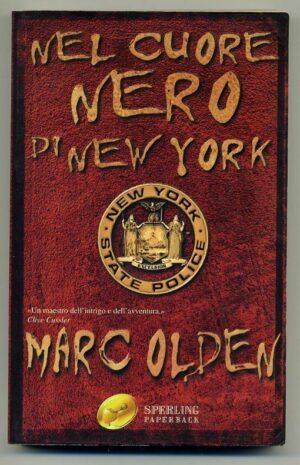 NEL CUORE
NERO
DI NEW YORK
NEW YORK
EXCELSIOR
STATE POLICE
«Un maestro dell'intrigo e dell'avventura.»
Clive Cussler
MARC OLDEN
SPERLING
PAPERBACK